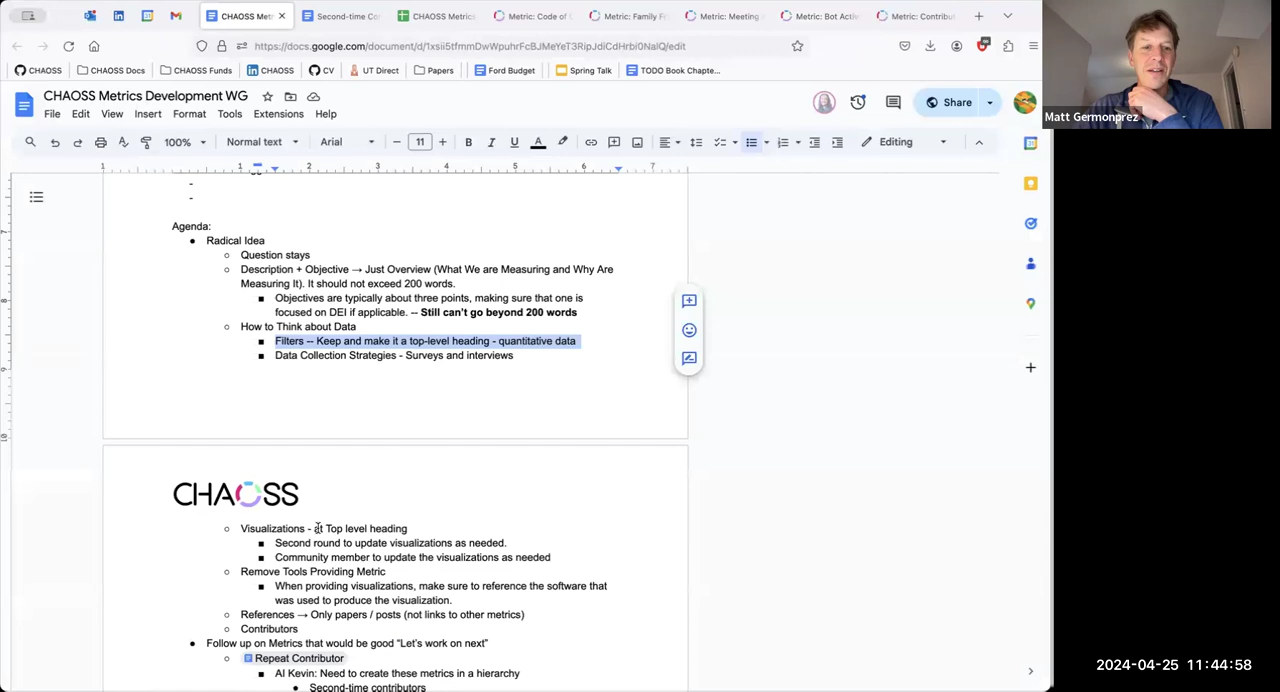 CHAOSS Metr
Second-time Co
CHAOSS Metrics
Metric: Code of
Metric: Family Fr
Metric: Meeting
Metric: Bot Activ
Metric: Contribut
https://docs.google.com/document/d/1xsii5tfmmDwWpuhrFcBJMeYeT3RipJdiCdHrbi0NaIQ/edit
CHAOSS
CHAOSS Docs
CHAOSS Funds
CHAOSS
CV
UT Direct
Papers
Ford Budget
Spring Talk
TODO Book Chapte...
CHAOSS Metrics Development WG
File Edit View Insert Format Tools Extensions Help
Share
100% Normal text Arial 11 B I U A Editing
1 1 2 3 4 5 6 7
Agenda:
● Radical Idea
○ Question stays
○ Description + Objective → Just Overview (What We are Measuring and Why Are
Measuring It). It should not exceed 200 words.
■ Objectives are typically about three points, making sure that one is
focused on DEI if applicable. -- Still can't go beyond 200 words
○ How to Think about Data
■ Filters -- Keep and make it a top-level heading - quantitative data
■ Data Collection Strategies - Surveys and interviews
CHAOSS
○ Visualizations - at Top level heading
■ Second round to update visualizations as needed.
■ Community member to update the visualizations as needed
○ Remove Tools Providing Metric
■ When providing visualizations, make sure to reference the software that
was used to produce the visualization.
○ References → Only papers / posts (not links to other metrics)
○ Contributors
● Follow up on Metrics that would be good “Let's work on next”
○ Repeat Contributor
■ AI Kevin: Need to create these metrics in a hierarchy
● Second-time contributors
Matt Germonprez
2024-04-25 11:44:58